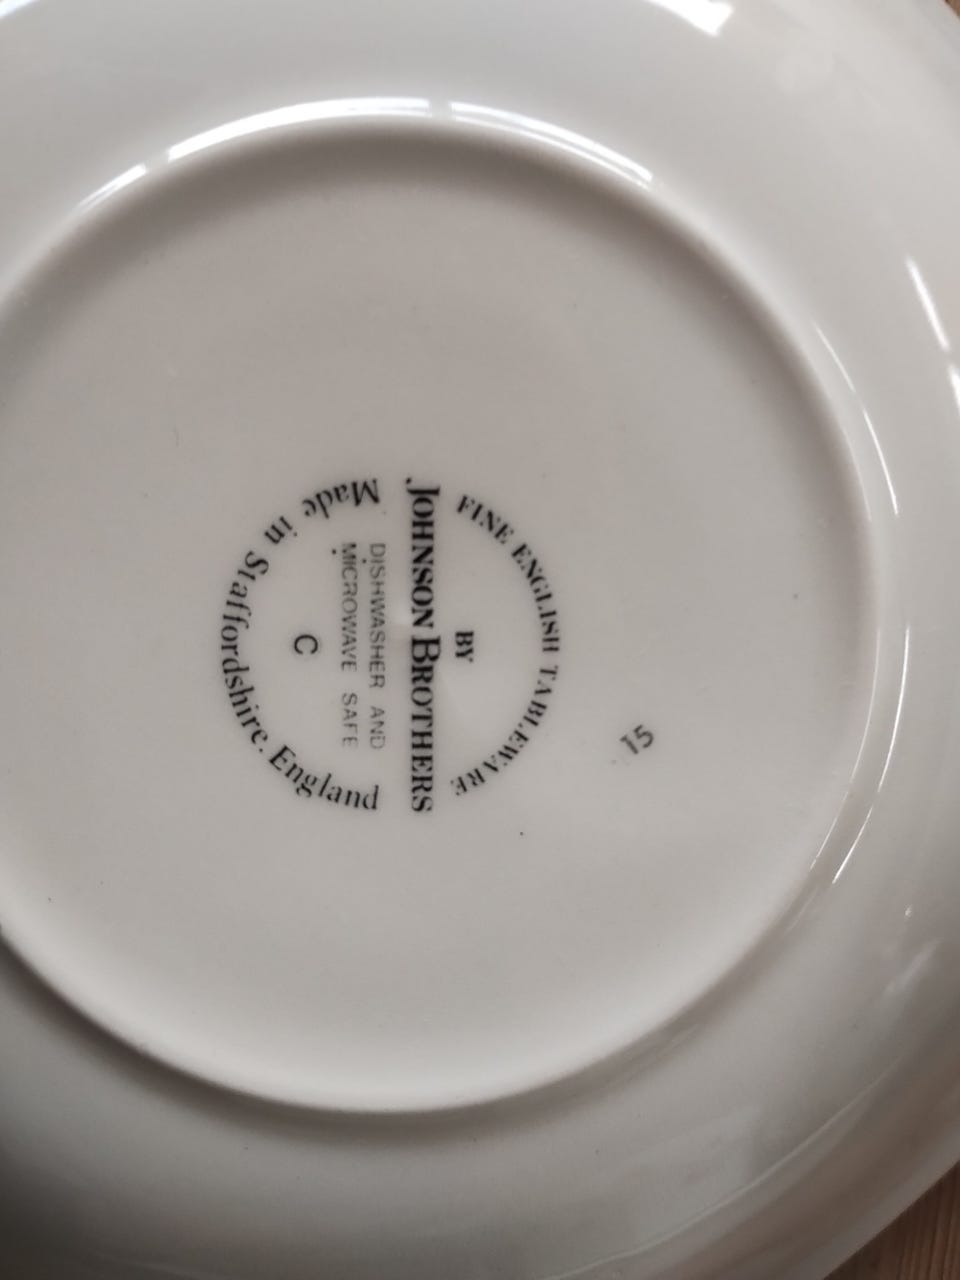 FINE ENGLISH TABLEWARE
BY
JOHNSON BROTHERS
DISHWASHER AND
MICROWAVE SAFE
C
Made in Staffordshire. England
15